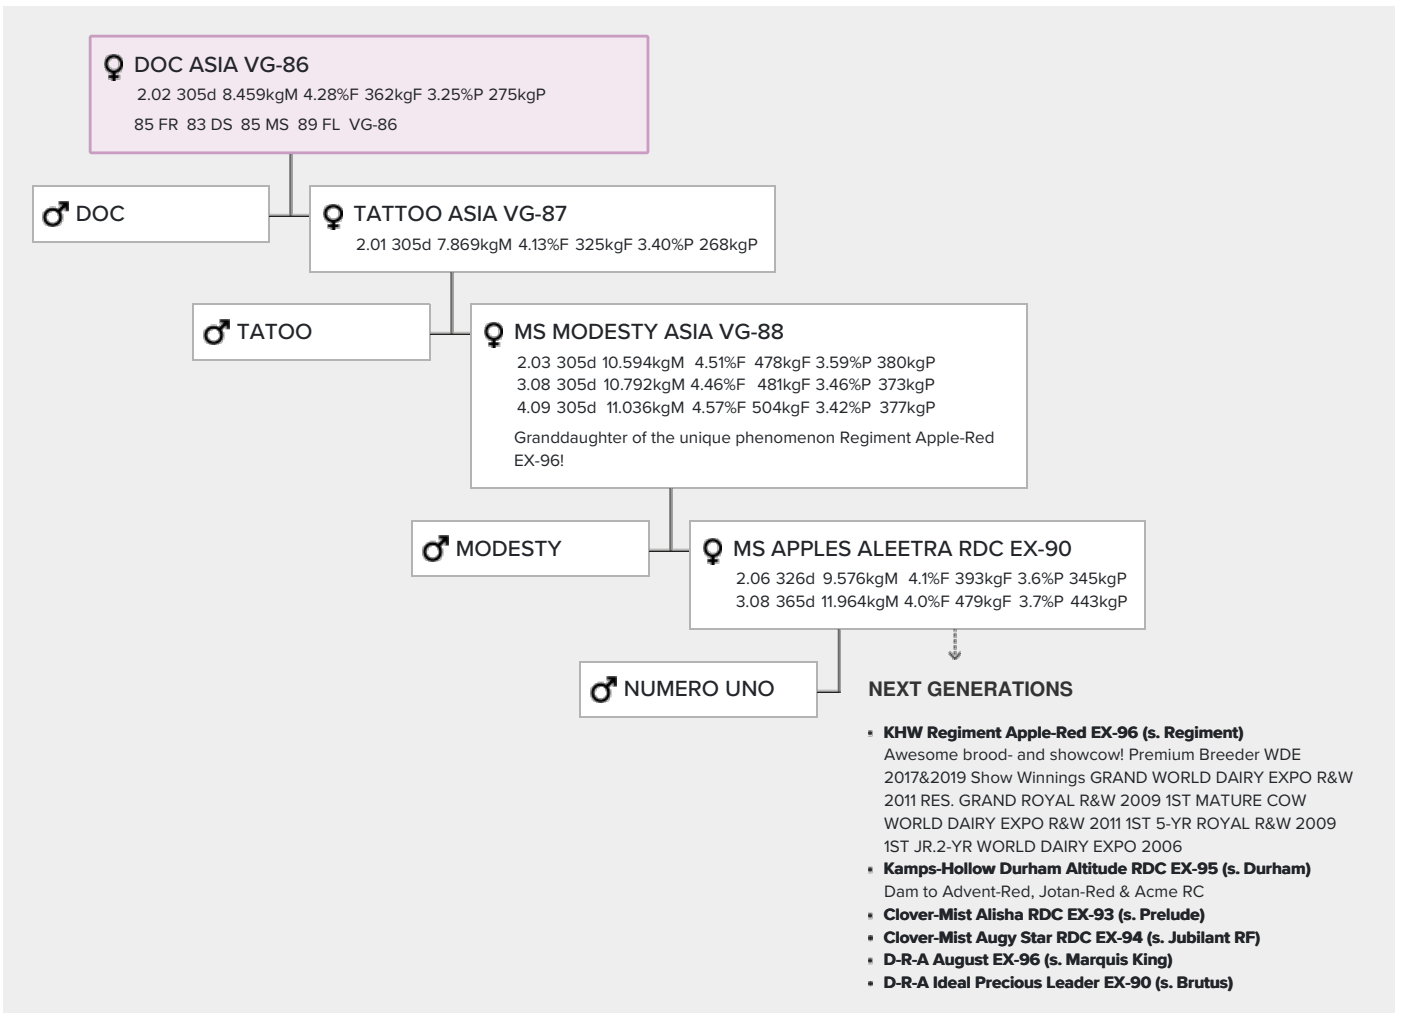 DOC ASIA VG-86
2.02 305d 8.459kgM 4.28%F 362kgF 3.25%P 275kgP
85 FR 83 DS 85 MS 89 FL VG-86
DOC
TATTOO ASIA VG-87
2.01 305d 7.869kgM 4.13%F 325kgF 3.40%P 268kgP
TATOO
MS MODESTY ASIA VG-88
2.03 305d 10.594kgM 4.51%F 478kgF 3.59%P 380kgP
3.08 305d 10.792kgM 4.46%F 481kgF 3.46%P 373kgP
4.09 305d 11.036kgM 4.57%F 504kgF 3.42%P 377kgP
Granddaughter of the unique phenomenon Regiment Apple-Red
EX-96!
MODESTY
MS APPLES ALEETRA RDC EX-90
2.06 326d 9.576kgM 4.1%F 393kgF 3.6%P 345kgP
3.08 365d 11.964kgM 4.0%F 479kgF 3.7%P 443kgP
NUMERO UNO
NEXT GENERATIONS
▪ KHW Regiment Apple-Red EX-96 (s. Regiment)
Awesome brood- and showcow! Premium Breeder WDE
2017&2019 Show Winnings GRAND WORLD DAIRY EXPO R&W
2011 RES. GRAND ROYAL R&W 2009 1ST MATURE COW
WORLD DAIRY EXPO R&W 2011 1ST 5-YR ROYAL R&W 2009
1ST JR.2-YR WORLD DAIRY EXPO 2006
▪ Kamps-Hollow Durham Altitude RDC EX-95 (s. Durham)
Dam to Advent-Red, Jotan-Red & Acme RC
▪ Clover-Mist Alisha RDC EX-93 (s. Prelude)
▪ Clover-Mist Augy Star RDC EX-94 (s. Jubilant RF)
▪ D-R-A August EX-96 (s. Marquis King)
▪ D-R-A Ideal Precious Leader EX-90 (s. Brutus)